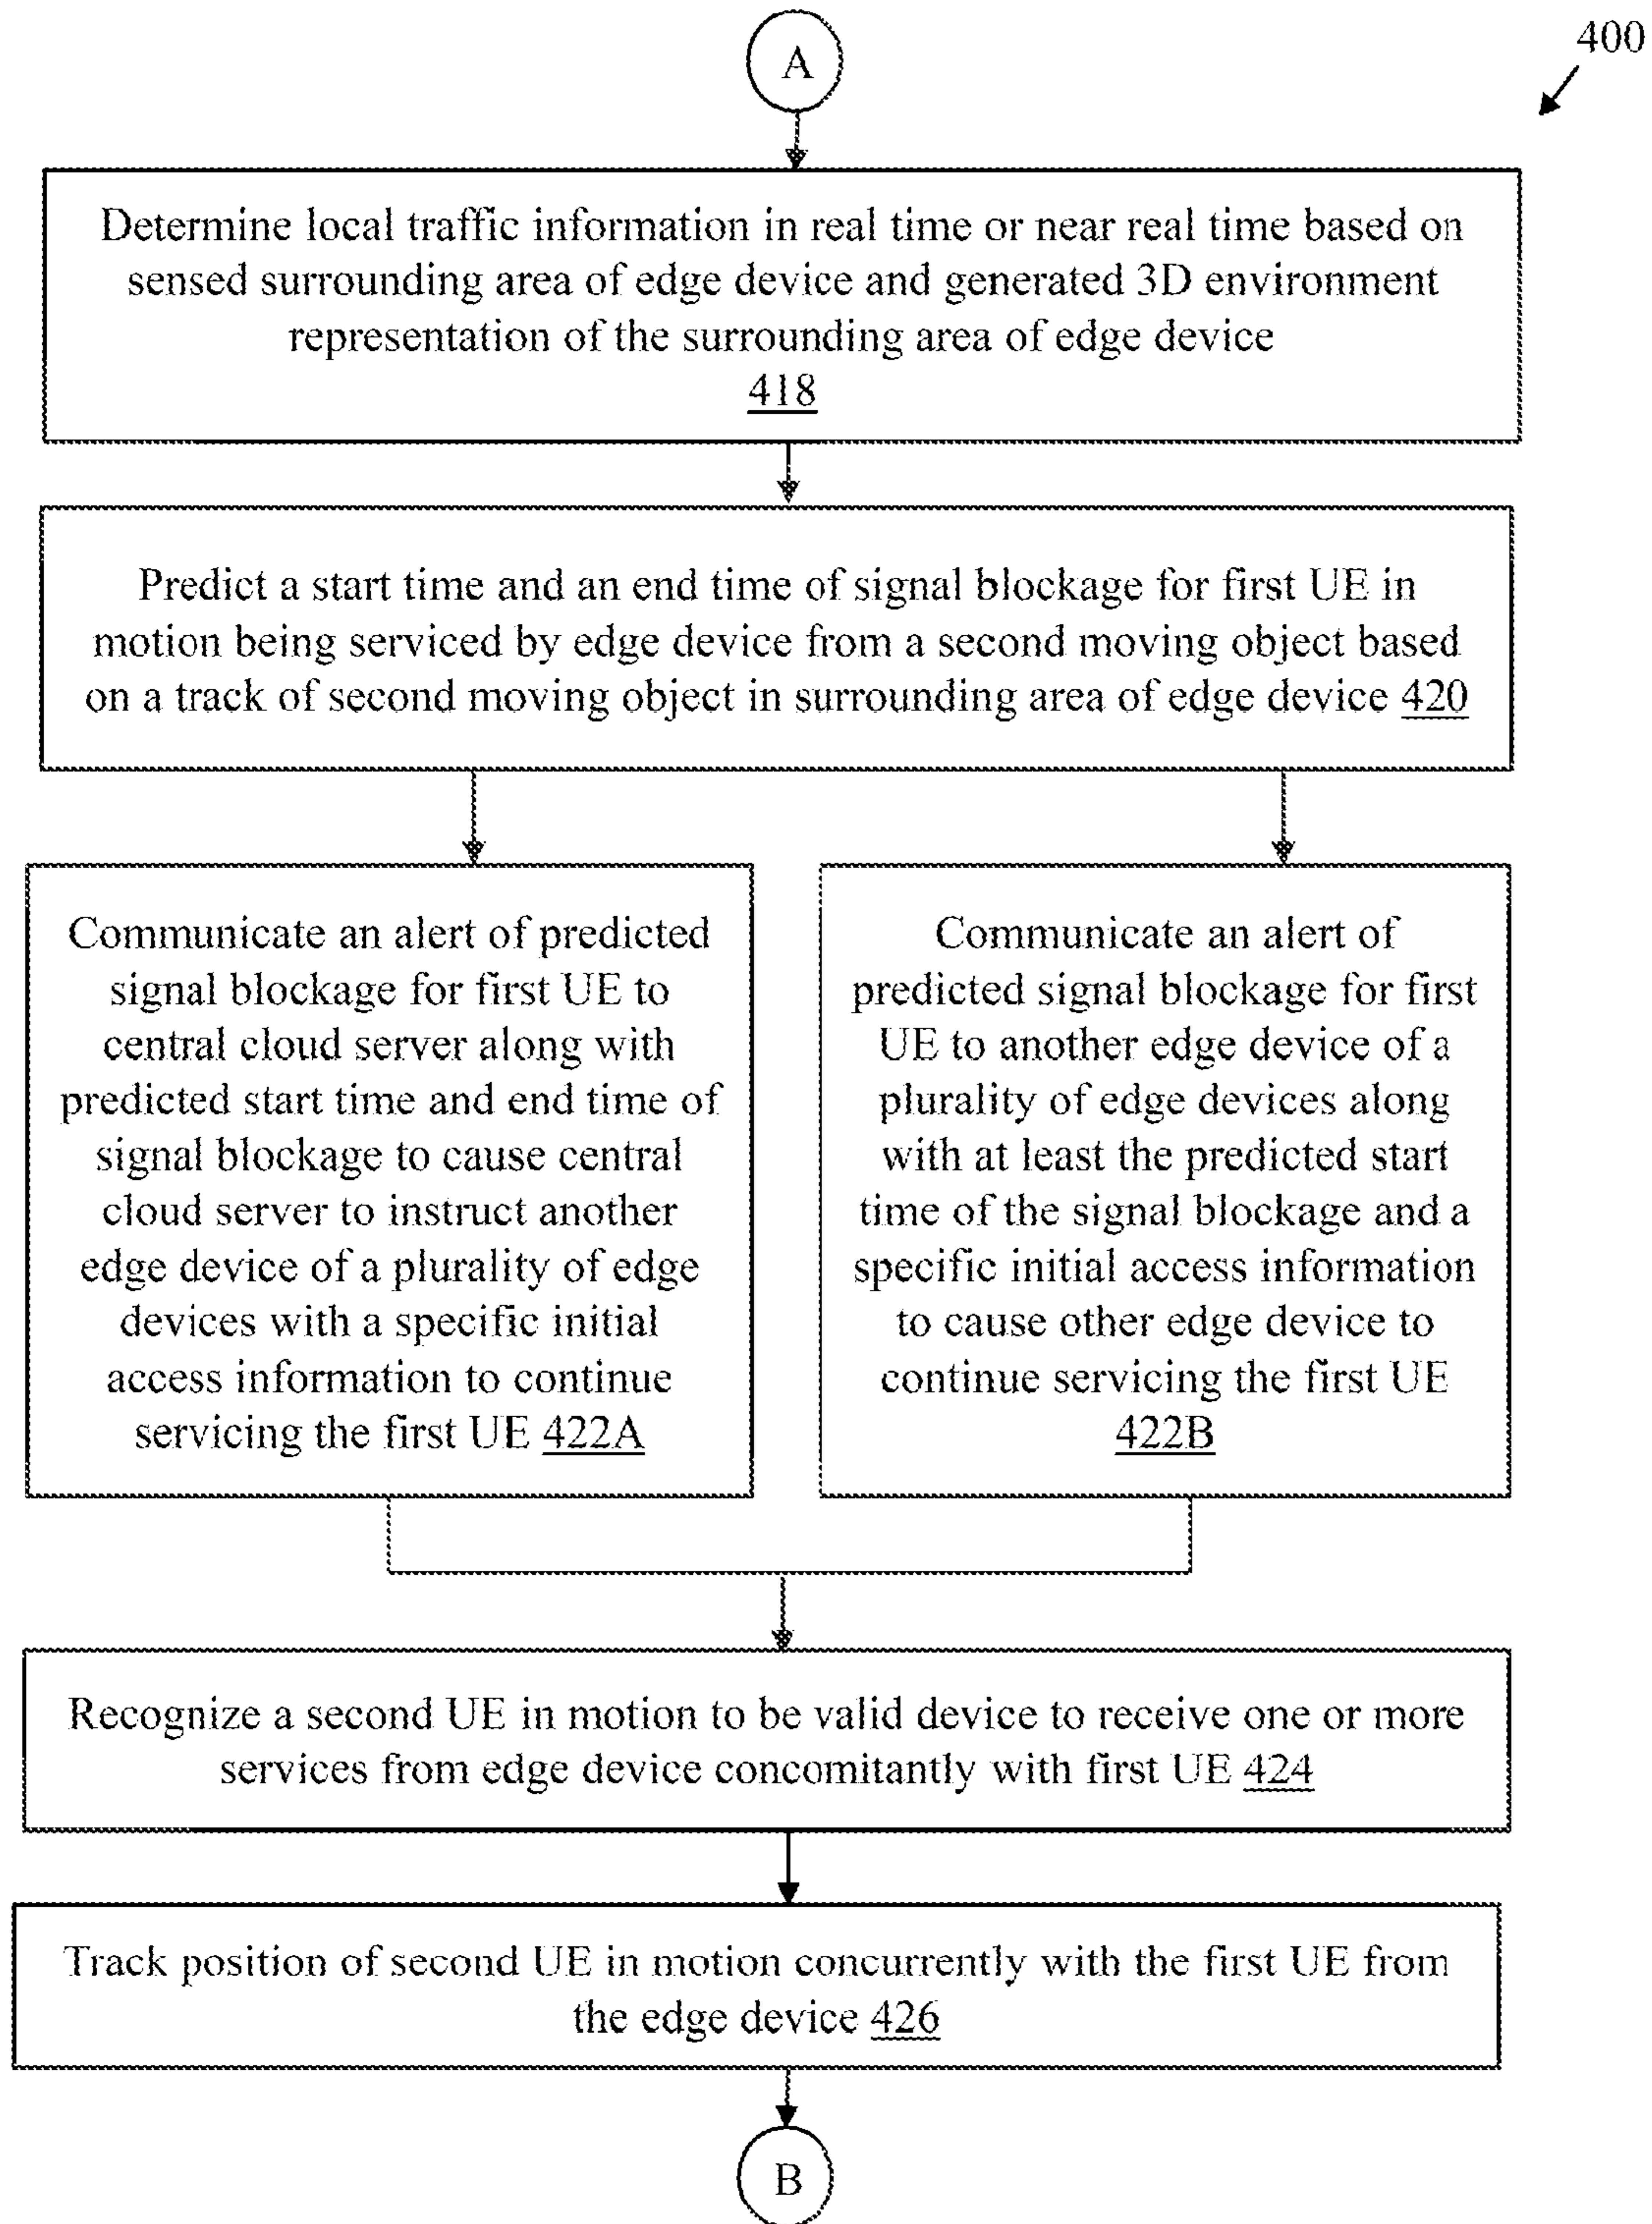 A
400
Determine local traffic information in real time or near real time based on
sensed surrounding area of edge device and generated 3D environment
representation of the surrounding area of edge device
418
Predict a start time and an end time of signal blockage for first UE in
motion being serviced by edge device from a second moving object based
on a track of second moving object in surrounding area of edge device 420
Communicate an alert of predicted
signal blockage for first UE to
central cloud server along with
predicted start time and end time of
signal blockage to cause central
cloud server to instruct another
edge device of a plurality of edge
devices with a specific initial
access information to continue
servicing the first UE 422A
Communicate an alert of
predicted signal blockage for first
UE to another edge device of a
plurality of edge devices along
with at least the predicted start
time of the signal blockage and a
specific initial access information
to cause other edge device to
continue servicing the first UE
422B
Recognize a second UE in motion to be valid device to receive one or more
services from edge device concomitantly with first UE 424
Track position of second UE in motion concurrently with the first UE from
the edge device 426
B